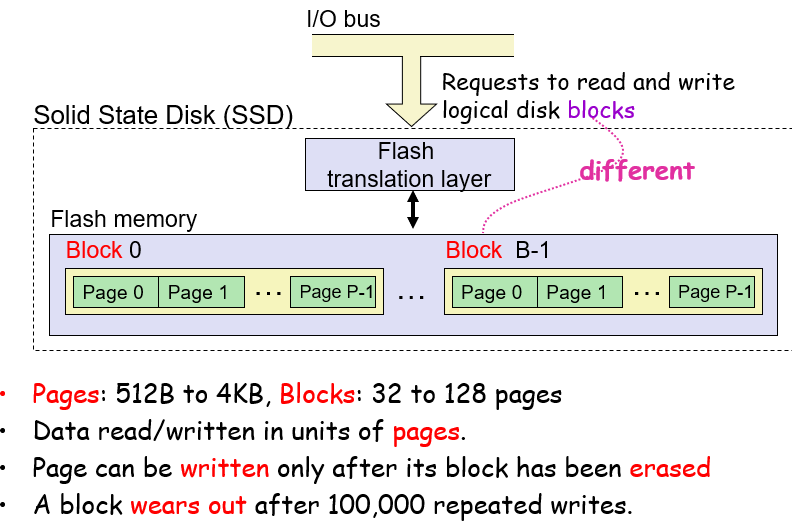 I/O bus
Requests to read and write
logical disk blocks
Solid State Disk (SSD)
Flash
translation layer
different
Flash memory
Block 0
Block B-1
Page 0 Page 1 ... Page P-1 ... Page 0 Page 1 ... Page P-1
• Pages: 512B to 4KB, Blocks: 32 to 128 pages
• Data read/written in units of pages.
• Page can be written only after its block has been erased
• A block wears out after 100,000 repeated writes.